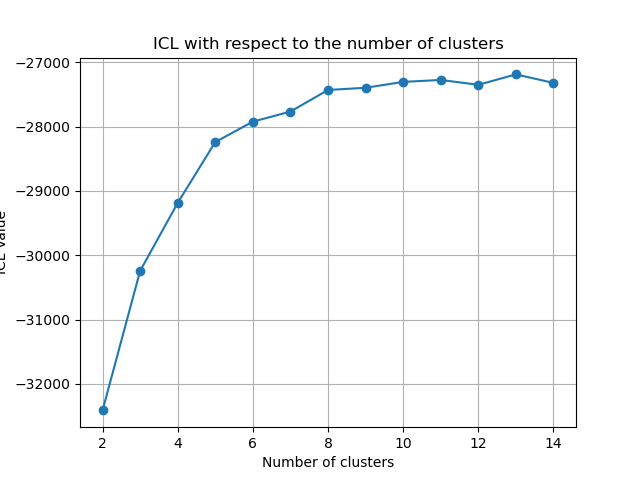 ICL with respect to the number of clusters
−27000
−28000
−29000
−30000
−31000
−32000
ICL value
2 4 6 8 10 12 14
Number of clusters